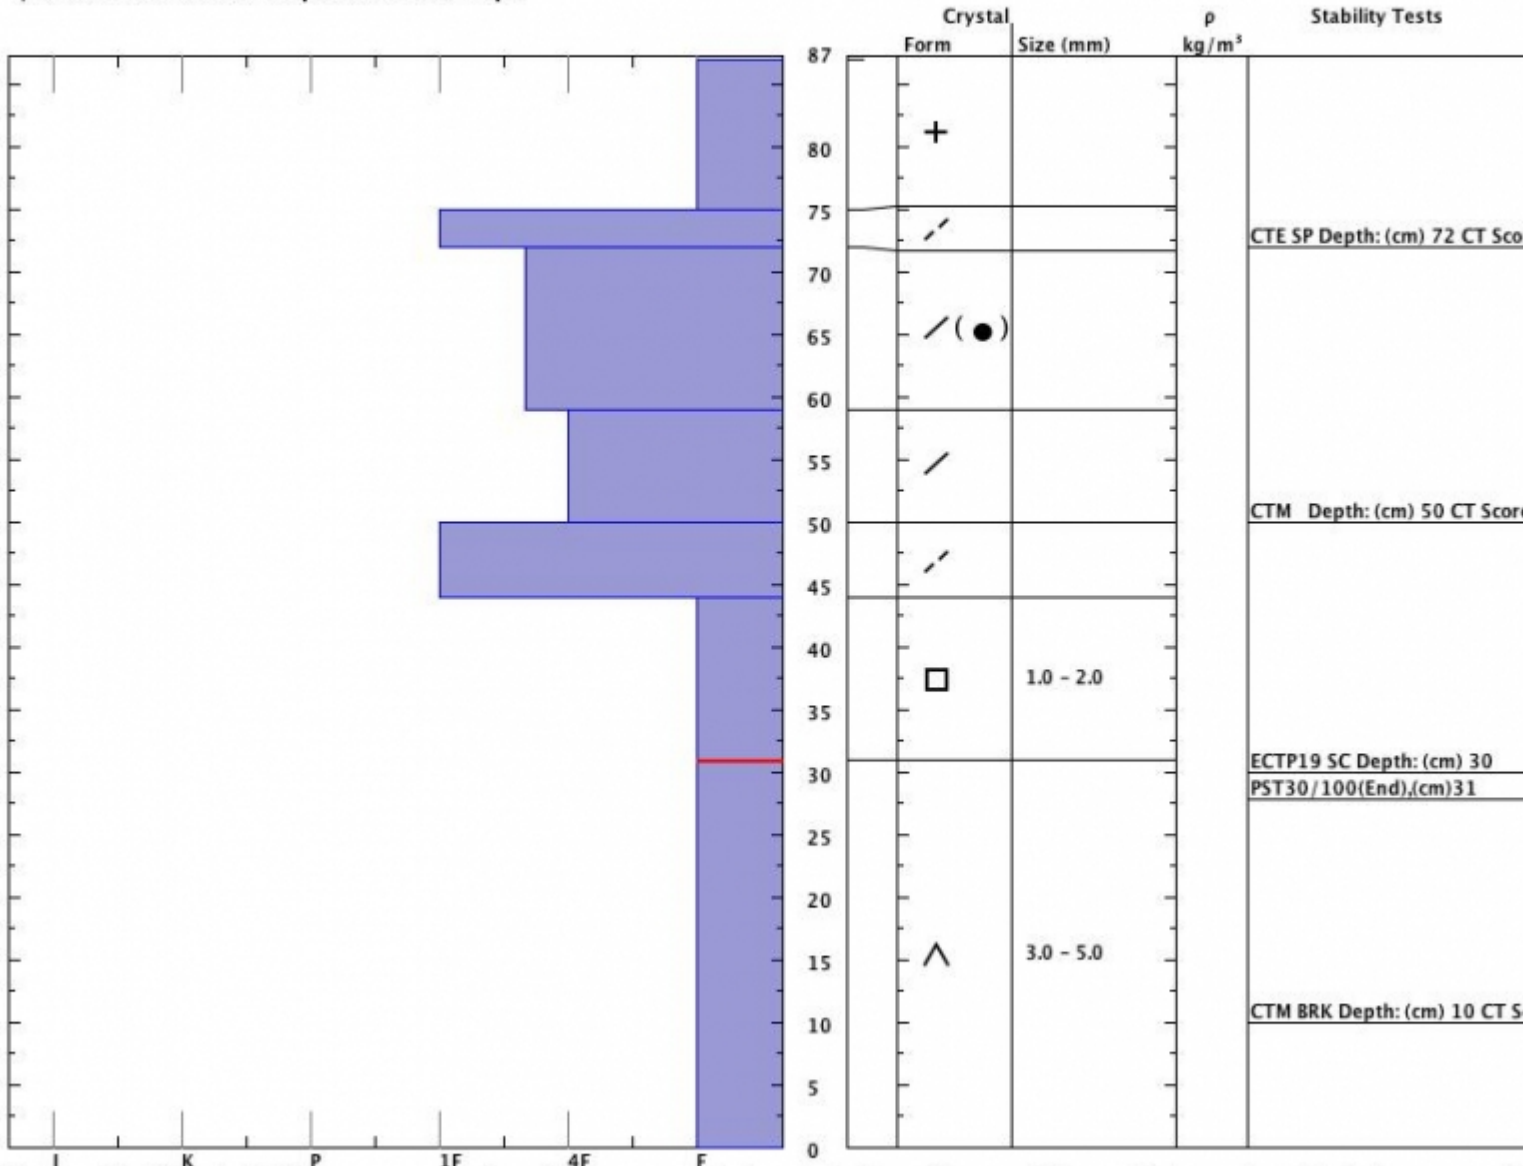 Crystal ρ Stability Tests
Form Size (mm) kg/m³
87
80
75
CTE SP Depth: (cm) 72 CT Sco
70
65
( )
60
55
50
CTM Depth: (cm) 50 CT Score
45
40
1.0 – 2.0
35
ECTP19 SC Depth: (cm) 30
30
PST30/100(End),(cm)31
25
20
3.0 – 5.0
15
CTM BRK Depth: (cm) 10 CT S
10
5
0
I K P 1F 4F F